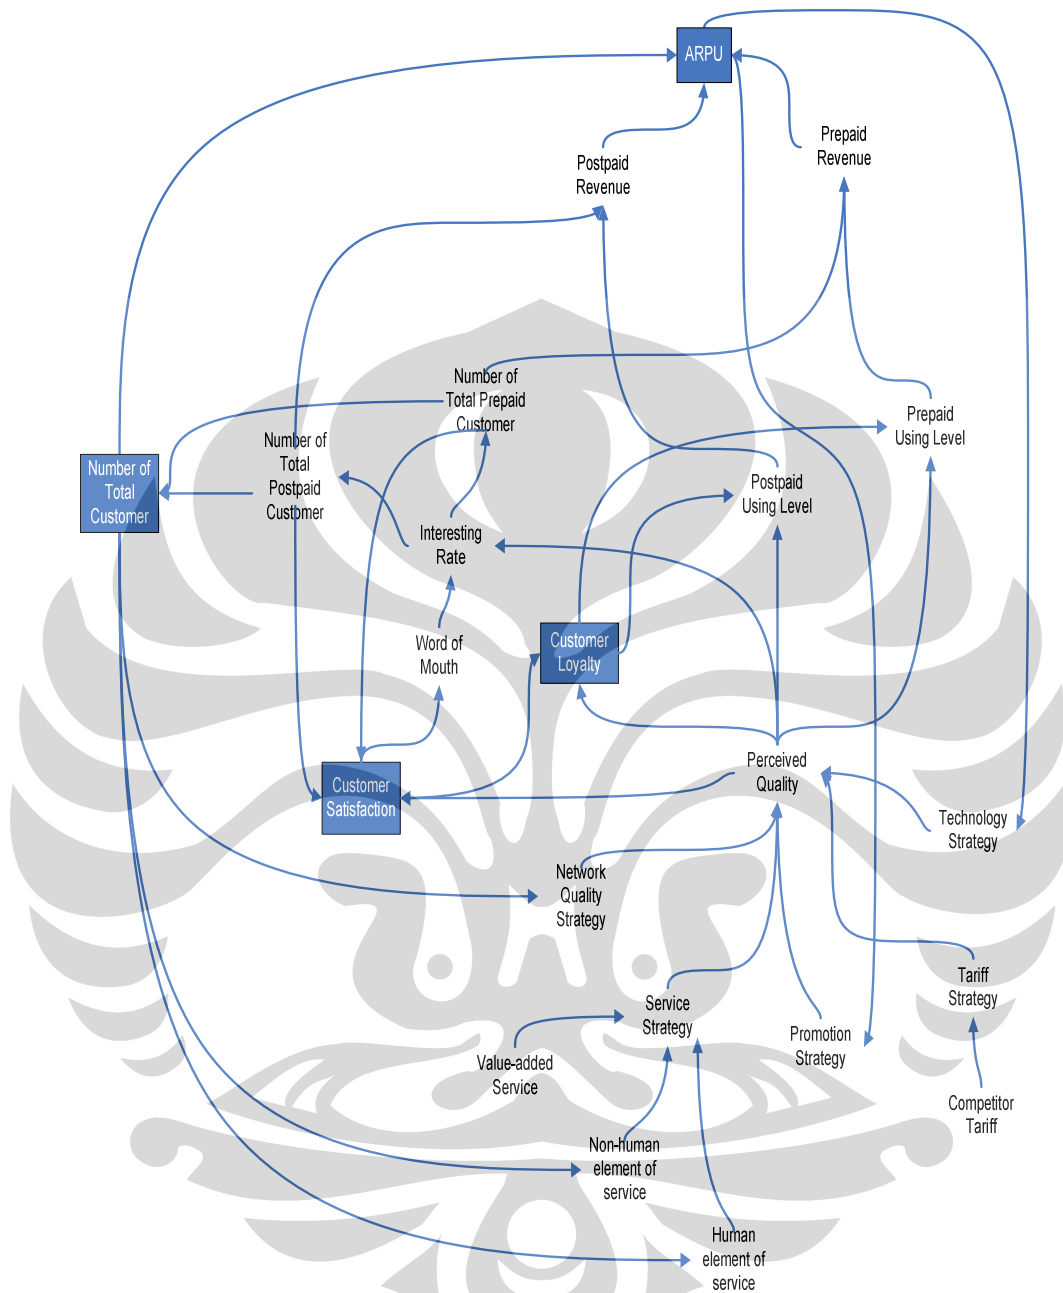 ARPU
Prepaid
Revenue
Postpaid
Revenue
Number of
Total Prepaid
Customer
Prepaid
Using Level
Number of
Total
Postpaid
Customer
Number of
Total
Customer
Postpaid
Using Level
Interesting
Rate
Word of
Mouth
Customer
Loyalty
Perceived
Quality
Customer
Satisfaction
Technology
Strategy
Network
Quality
Strategy
Tariff
Strategy
Service
Strategy
Promotion
Strategy
Value-added
Service
Competitor
Tariff
Non-human
element of
service
Human
element of
service